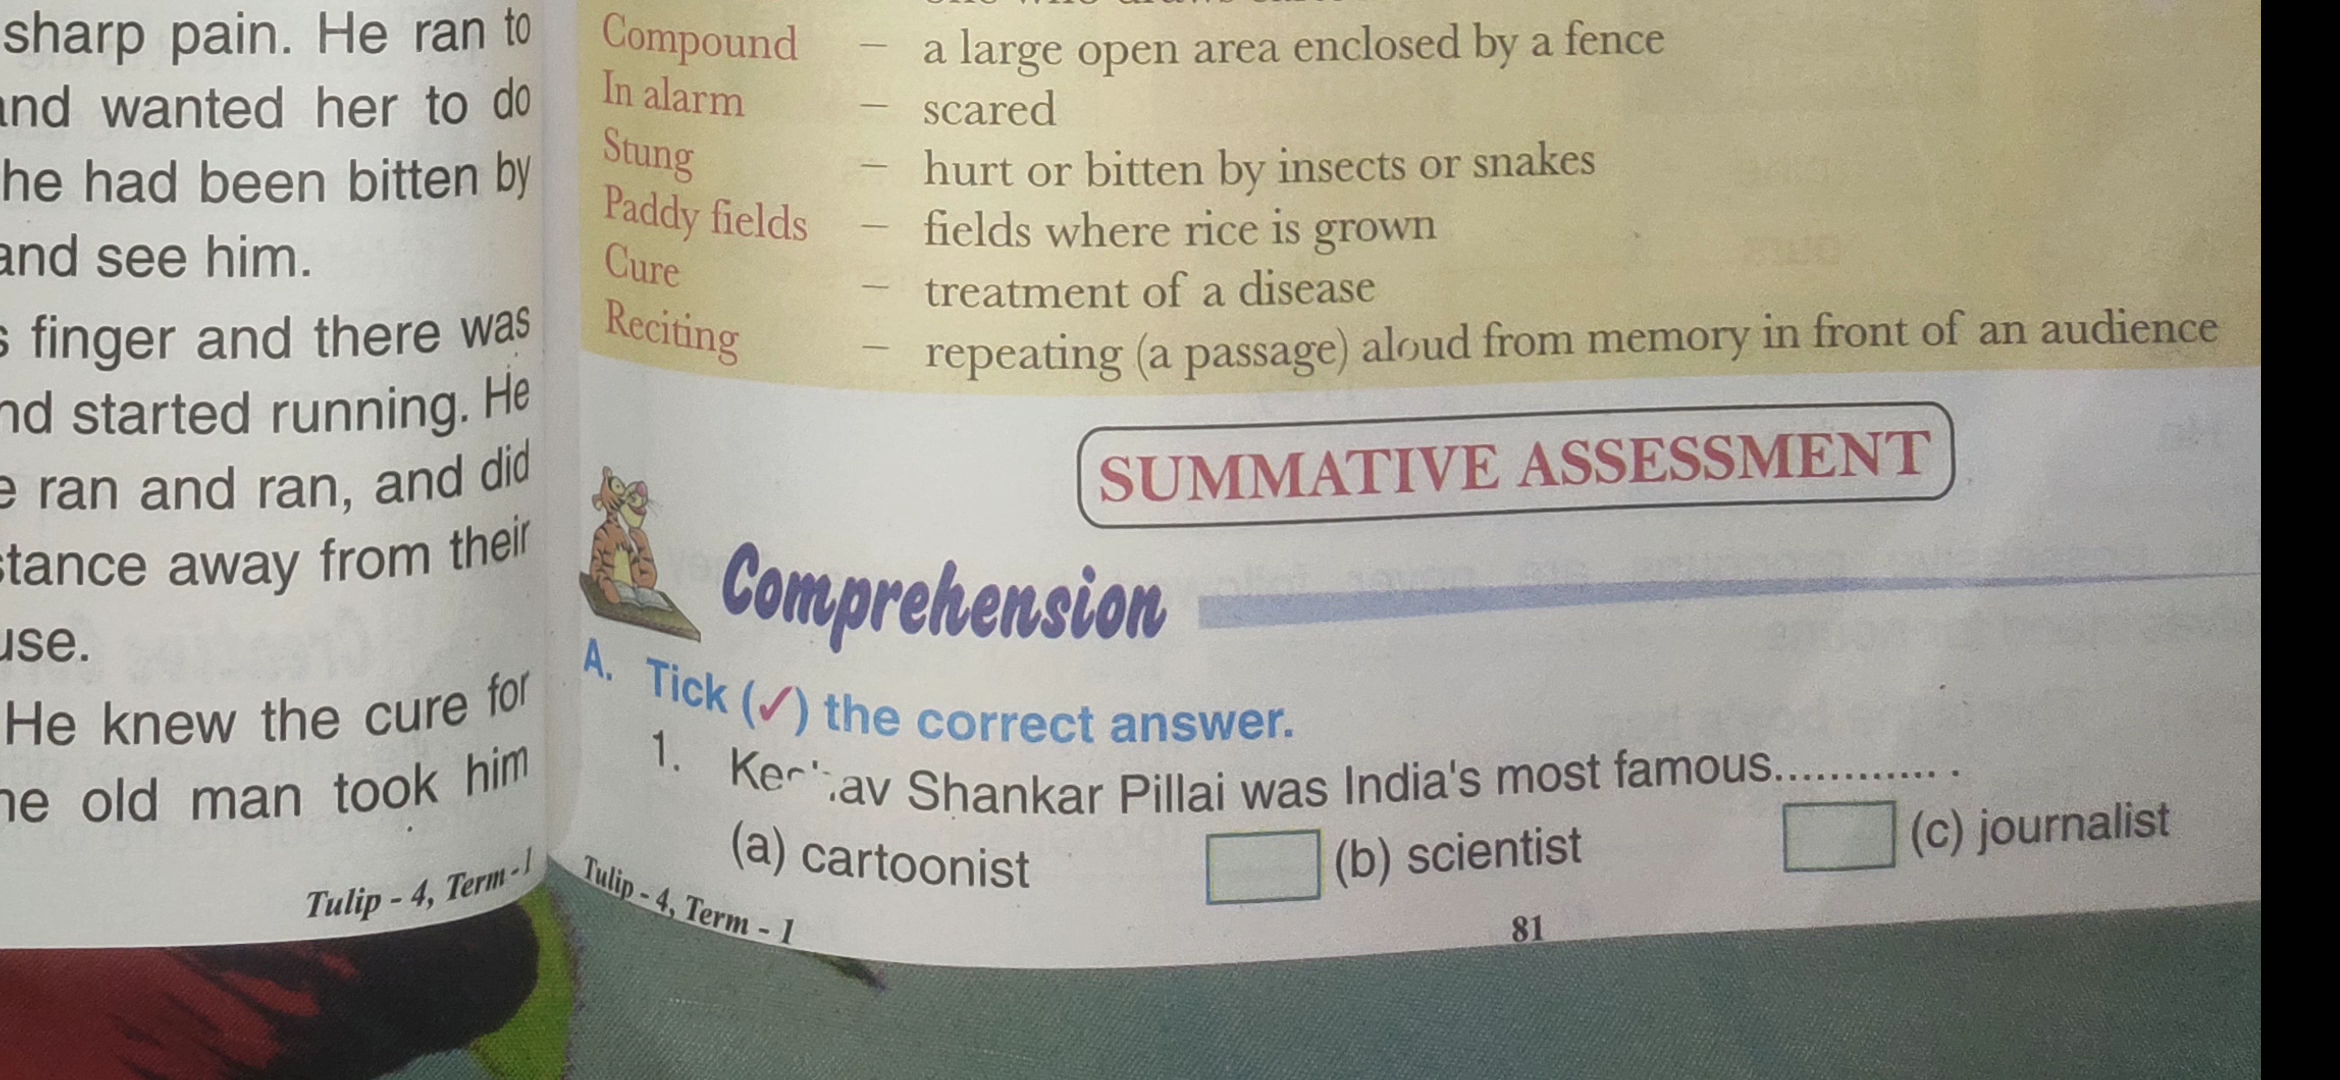 sharp pain. He ran to
and wanted her to do
he had been bitten by
and see him.
finger and there was
started running. He
ran and ran, and did
away from their
He knew the cure for
old man took him
Tulip - 4, Term - 1
Compound – a large open area enclosed by a fence
In alarm – scared
Stung – hurt or bitten by insects or snakes
Paddy fields – fields where rice is grown
Cure – treatment of a disease
Reciting – repeating (a passage) aloud from memory in front of an audience
SUMMATIVE ASSESSMENT
Comprehension
A. Tick (✓) the correct answer.
1. Shankar Pillai was India's most famous............. .
(a) cartoonist (b) scientist (c) journalist
Tulip - 4, Term - 1
81